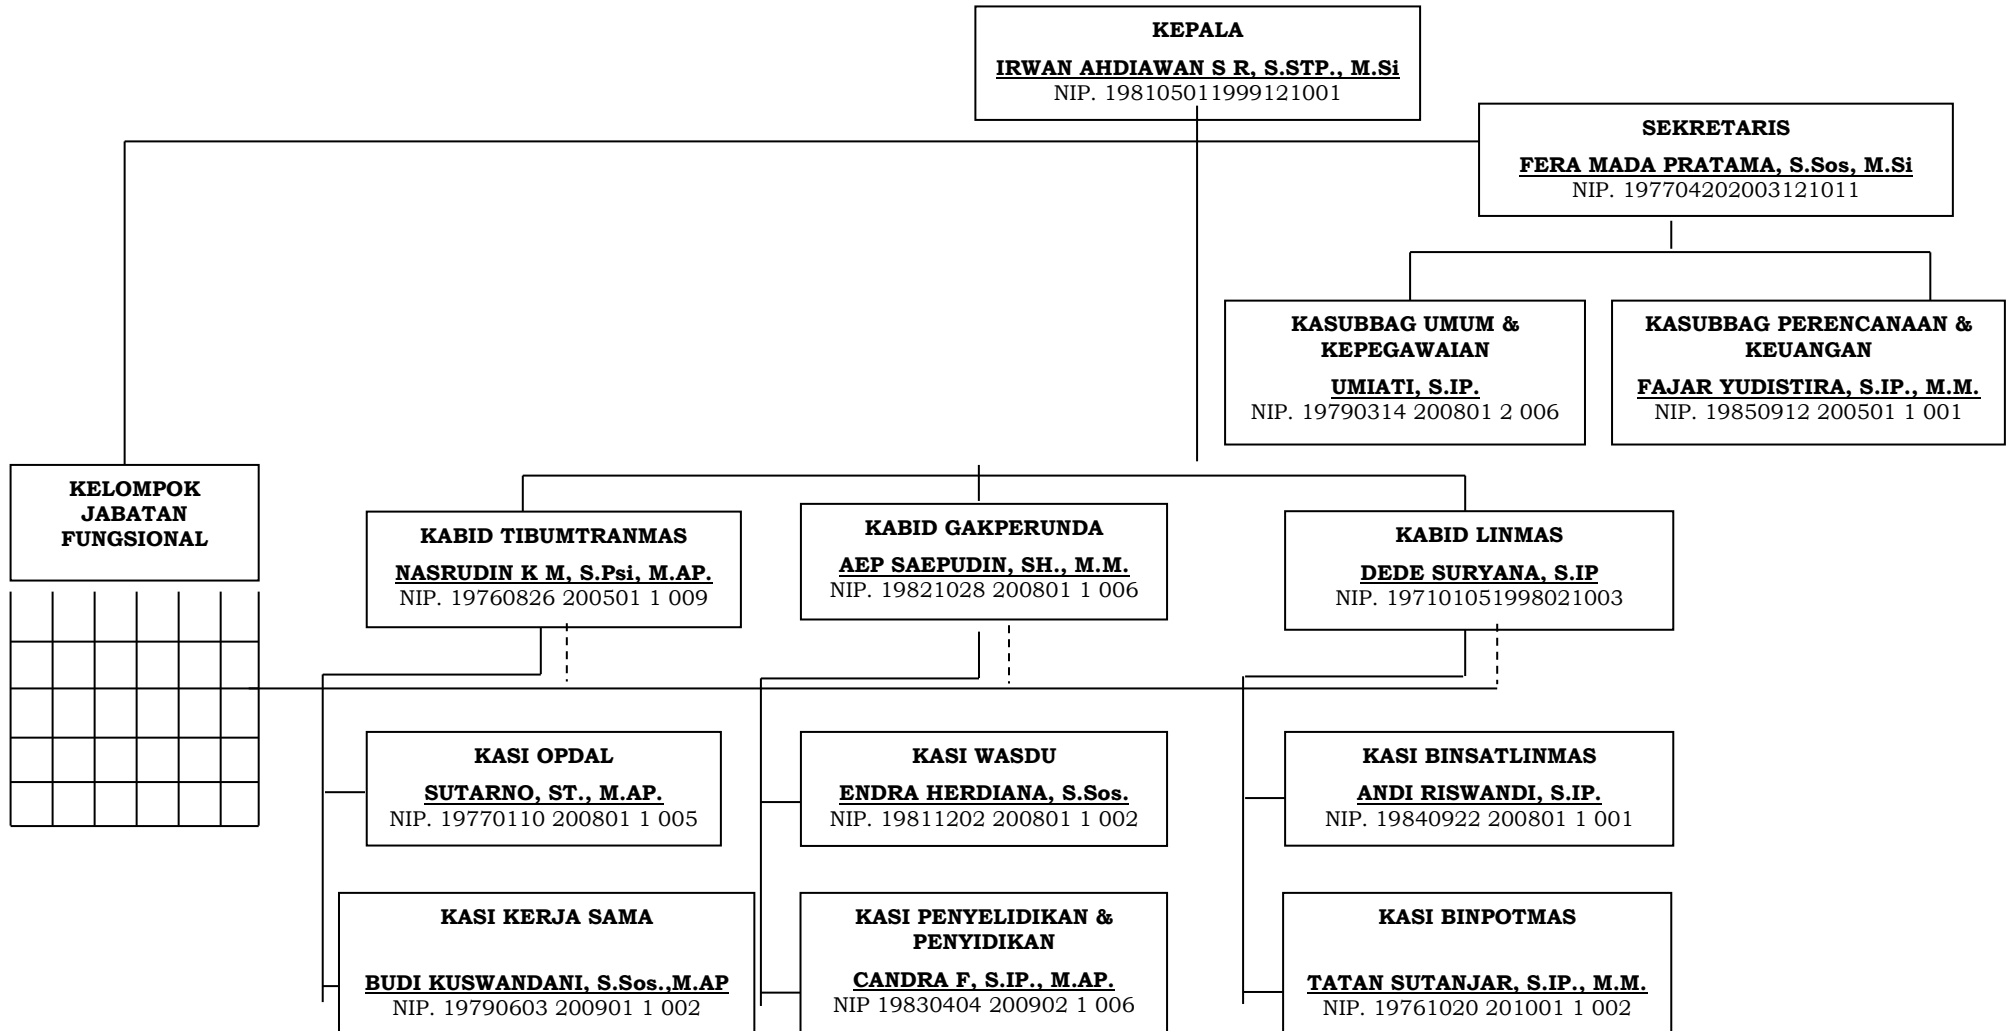 KEPALA
IRWAN AHDIAWAN S R, S.STP., M.Si
NIP. 198105011999121001
SEKRETARIS
FERA MADA PRATAMA, S.Sos, M.Si
NIP. 197704202003121011
KASUBBAG UMUM &
KEPEGAWAIAN
UMIATI, S.IP.
NIP. 19790314 200801 2 006
KASUBBAG PERENCANAAN &
KEUANGAN
FAJAR YUDISTIRA, S.IP., M.M.
NIP. 19850912 200501 1 001
KELOMPOK
JABATAN
FUNGSIONAL
KABID TIBUMTRANMAS
NASRUDIN K M, S.Psi, M.AP.
NIP. 19760826 200501 1 009
KABID GAKPERUNDA
AEP SAEPUDIN, SH., M.M.
NIP. 19821028 200801 1 006
KABID LINMAS
DEDE SURYANA, S.IP
NIP. 197101051998021003
KASI OPDAL
SUTARNO, ST., M.AP.
NIP. 19770110 200801 1 005
KASI WASDU
ENDRA HERDIANA, S.Sos.
NIP. 19811202 200801 1 002
KASI BINSATLINMAS
ANDI RISWANDI, S.IP.
NIP. 19840922 200801 1 001
KASI KERJA SAMA
BUDI KUSWANDANI, S.Sos.,M.AP
NIP. 19790603 200901 1 002
KASI PENYELIDIKAN &
PENYIDIKAN
CANDRA F, S.IP., M.AP.
NIP 19830404 200902 1 006
KASI BINPOTMAS
TATAN SUTANJAR, S.IP., M.M.
NIP. 19761020 201001 1 002